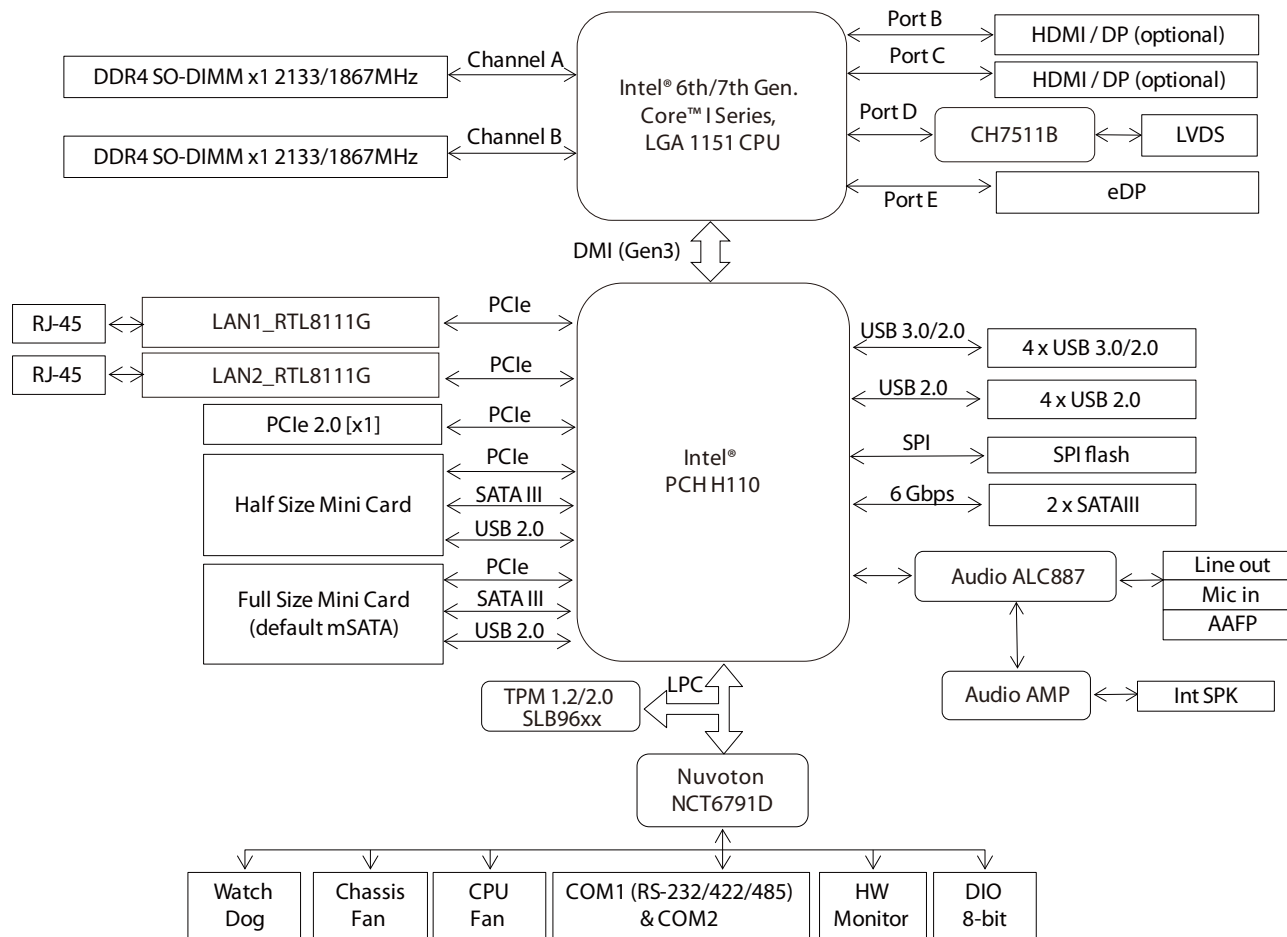 Port B
HDMI / DP (optional)
Channel A
DDR4 SO-DIMM x1 2133/1867MHz
Intel® 6th/7th Gen.
Core™ I Series,
LGA 1151 CPU
Port C
HDMI / DP (optional)
Port D
CH7511B
LVDS
Channel B
DDR4 SO-DIMM x1 2133/1867MHz
Port E
eDP
DMI (Gen3)
RJ-45
LAN1_RTL8111G
PCIe
RJ-45
LAN2_RTL8111G
PCIe
PCIe 2.0 [x1]
PCIe
Half Size Mini Card
PCIe
SATA III
USB 2.0
Full Size Mini Card
(default mSATA)
PCIe
SATA III
USB 2.0
Intel®
PCH H110
USB 3.0/2.0
4 x USB 3.0/2.0
USB 2.0
4 x USB 2.0
SPI
SPI flash
6 Gbps
2 x SATAIII
Audio ALC887
Line out
Mic in
AAFP
Audio AMP
Int SPK
LPC
TPM 1.2/2.0
SLB96xx
Nuvoton
NCT6791D
Watch
Dog
Chassis
Fan
CPU
Fan
COM1 (RS-232/422/485)
& COM2
HW
Monitor
DIO
8-bit